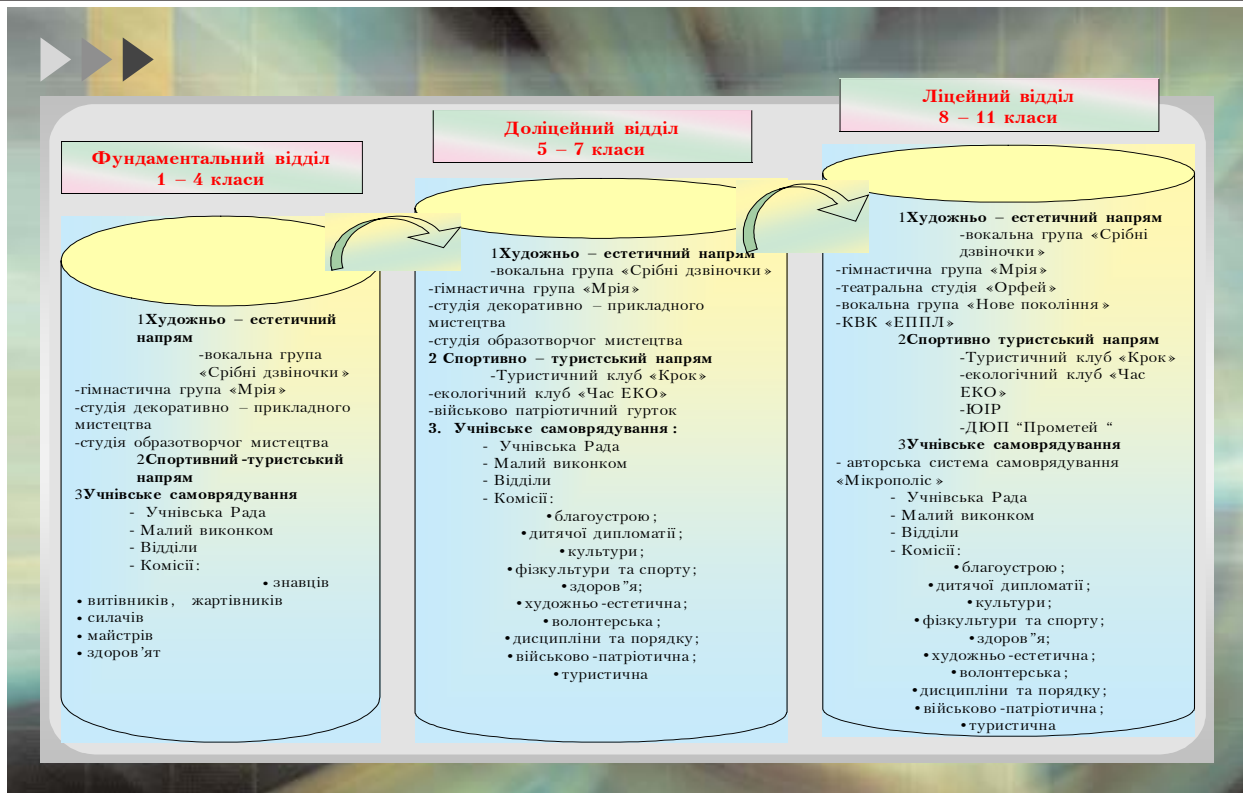 Фундаментальний відділ
1 – 4 класи
1Художньо – естетичний
напрям
-вокальна група
«Срібні дзвіночки»
-гімнастична група «Мрія»
-студія декоративно – прикладного
мистецтва
-студія образотворчог мистецтва
2Спортивний-туристський
напрям
3Учнівське самоврядування
- Учнівська Рада
- Малий виконком
- Відділи
- Комісії:
• знавців
• витівників, жартівників
• силачів
• майстрів
• здоров'ят
Доліцейний відділ
5 – 7 класи
1Художньо – естетичний напрям
-вокальна група «Срібні дзвіночки»
-гімнастична група «Мрія»
-студія декоративно – прикладного
мистецтва
-студія образотворчог мистецтва
2 Спортивно – туристський напрям
-Туристичний клуб «Крок»
-екологічний клуб «Час ЕКО»
-військово патріотичний гурток
3. Учнівське самоврядування:
- Учнівська Рада
- Малий виконком
- Відділи
- Комісії:
•благоустрою;
•дитячої дипломатії;
•культури;
•фізкультури та спорту;
•здоров"я;
•художньо-естетична;
•волонтерська;
•дисципліни та порядку;
•військово-патріотична;
•туристична
Ліцейний відділ
8 – 11 класи
1Художньо – естетичний напрям
-вокальна група «Срібні
дзвіночки»
-гімнастична група «Мрія»
-театральна студія «Орфей»
-вокальна група «Нове покоління»
-КВК «ЕППЛ»
2Спортивно туристський напрям
-Туристичний клуб «Крок»
-екологічний клуб «Час
ЕКО»
-ЮІР
-ДЮП "Прометей "
3Учнівське самоврядування
- авторська система самоврядування
«Мікрополіс»
- Учнівська Рада
- Малий виконком
- Відділи
- Комісії:
•благоустрою;
•дитячої дипломатії;
•культури;
•фізкультури та спорту;
•здоров"я;
•художньо-естетична;
•волонтерська;
•дисципліни та порядку;
•військово-патріотична;
•туристична